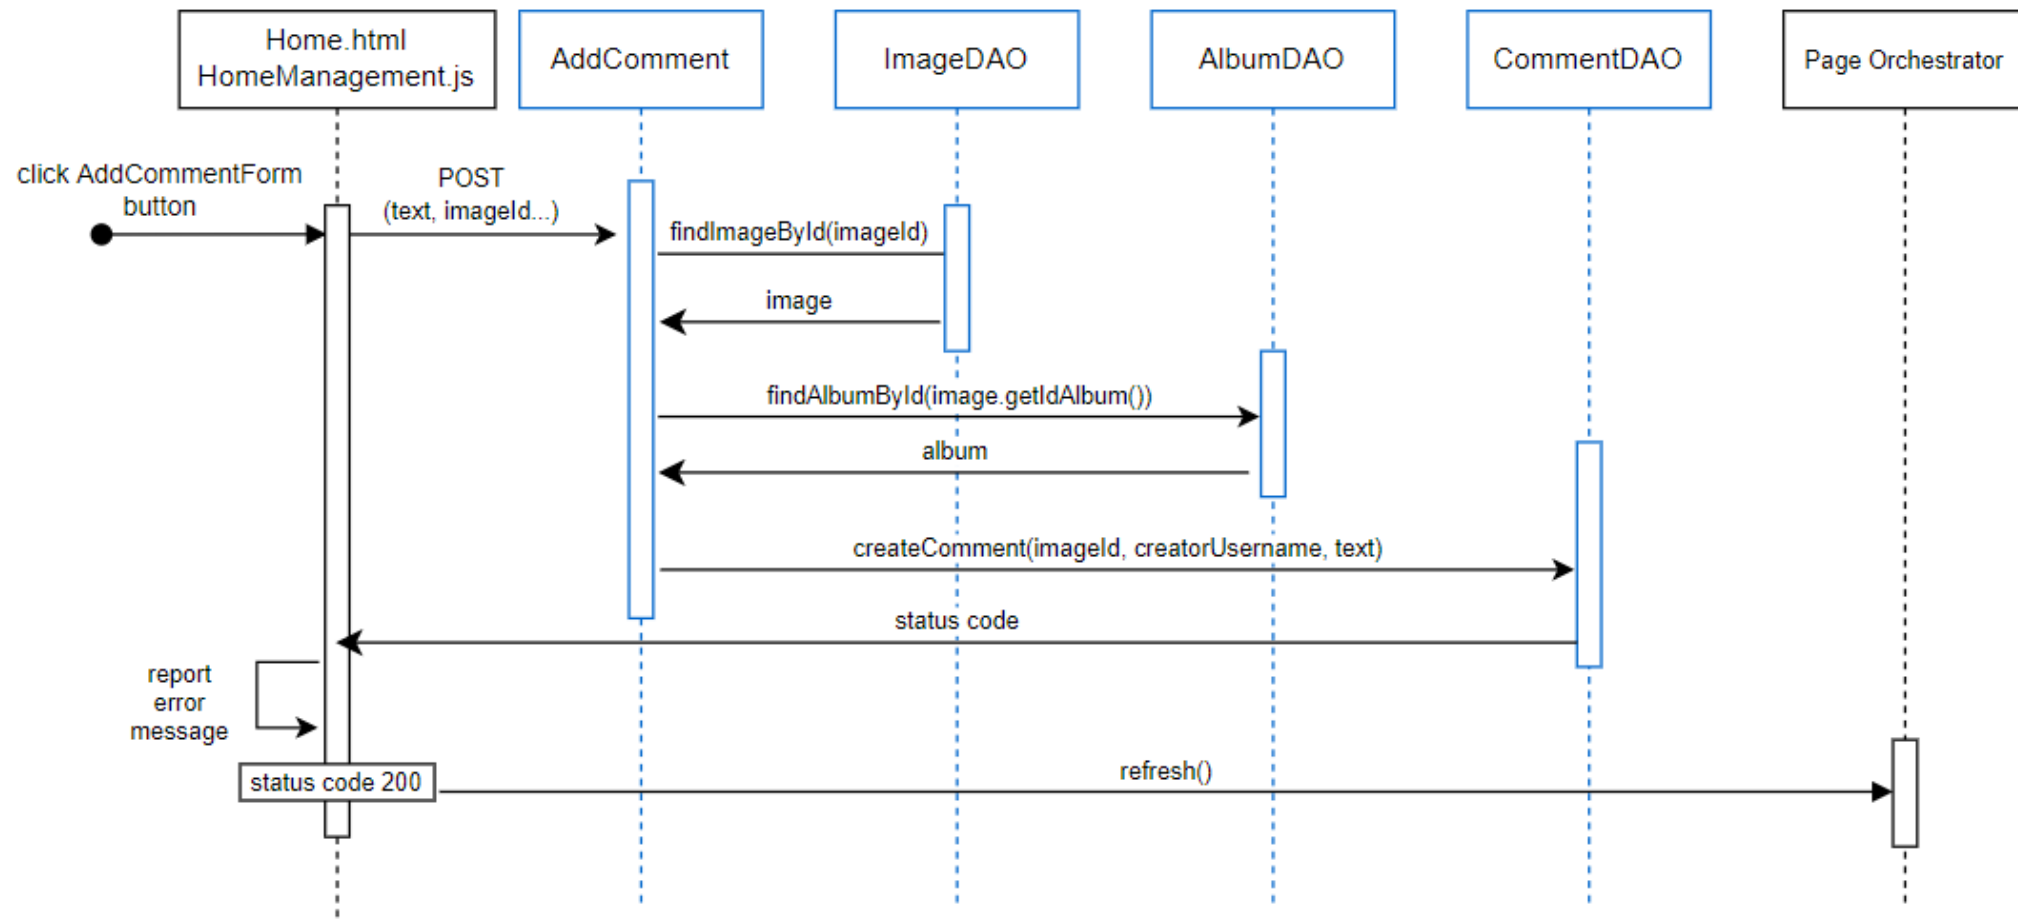 Home.html
HomeManagement.js
AddComment
ImageDAO
AlbumDAO
CommentDAO
Page Orchestrator
click AddCommentForm
button
POST
(text, imageId...)
findImageById(imageId)
image
findAlbumById(image.getIdAlbum())
album
createComment(imageId, creatorUsername, text)
status code
report
error
message
status code 200
refresh()